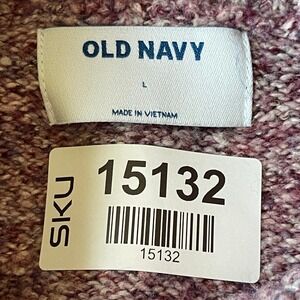 OLD NAVY
L
MADE IN VIETNAM
SKU
15132
15132